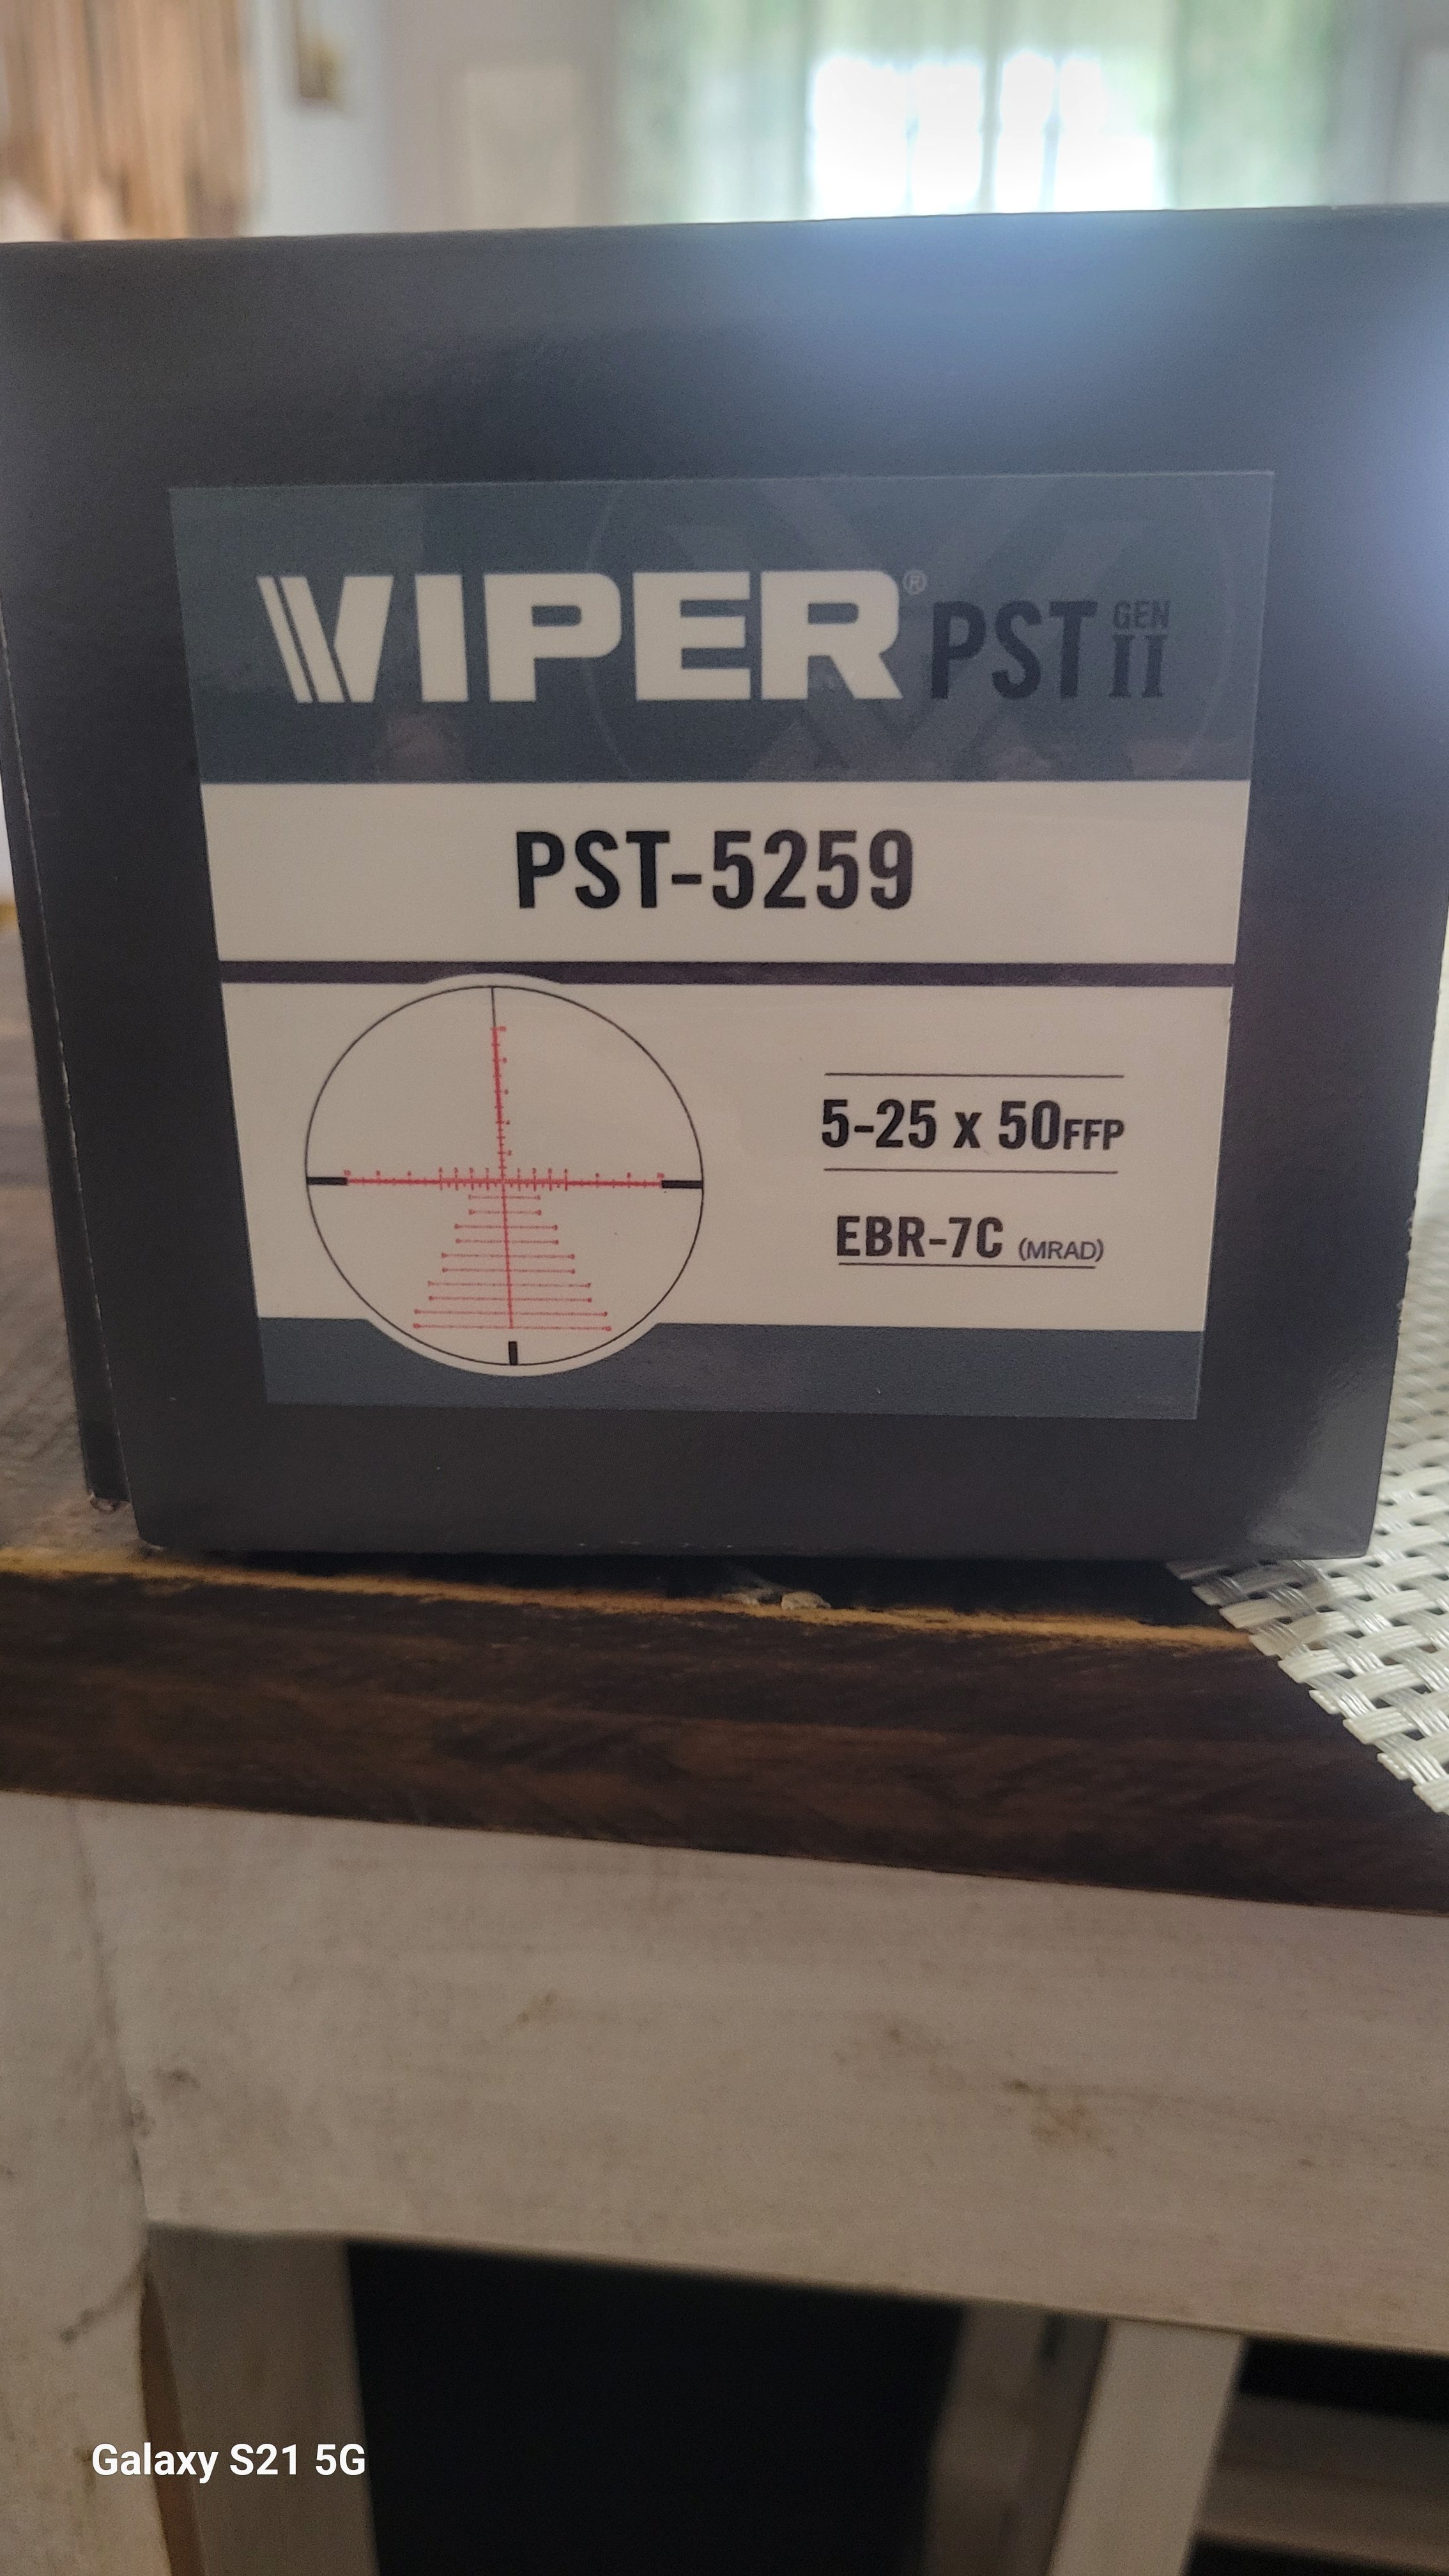 VIPER® PST GEN II
PST-5259
5-25 x 50FFP
EBR-7C (MRAD)
Galaxy S21 5G